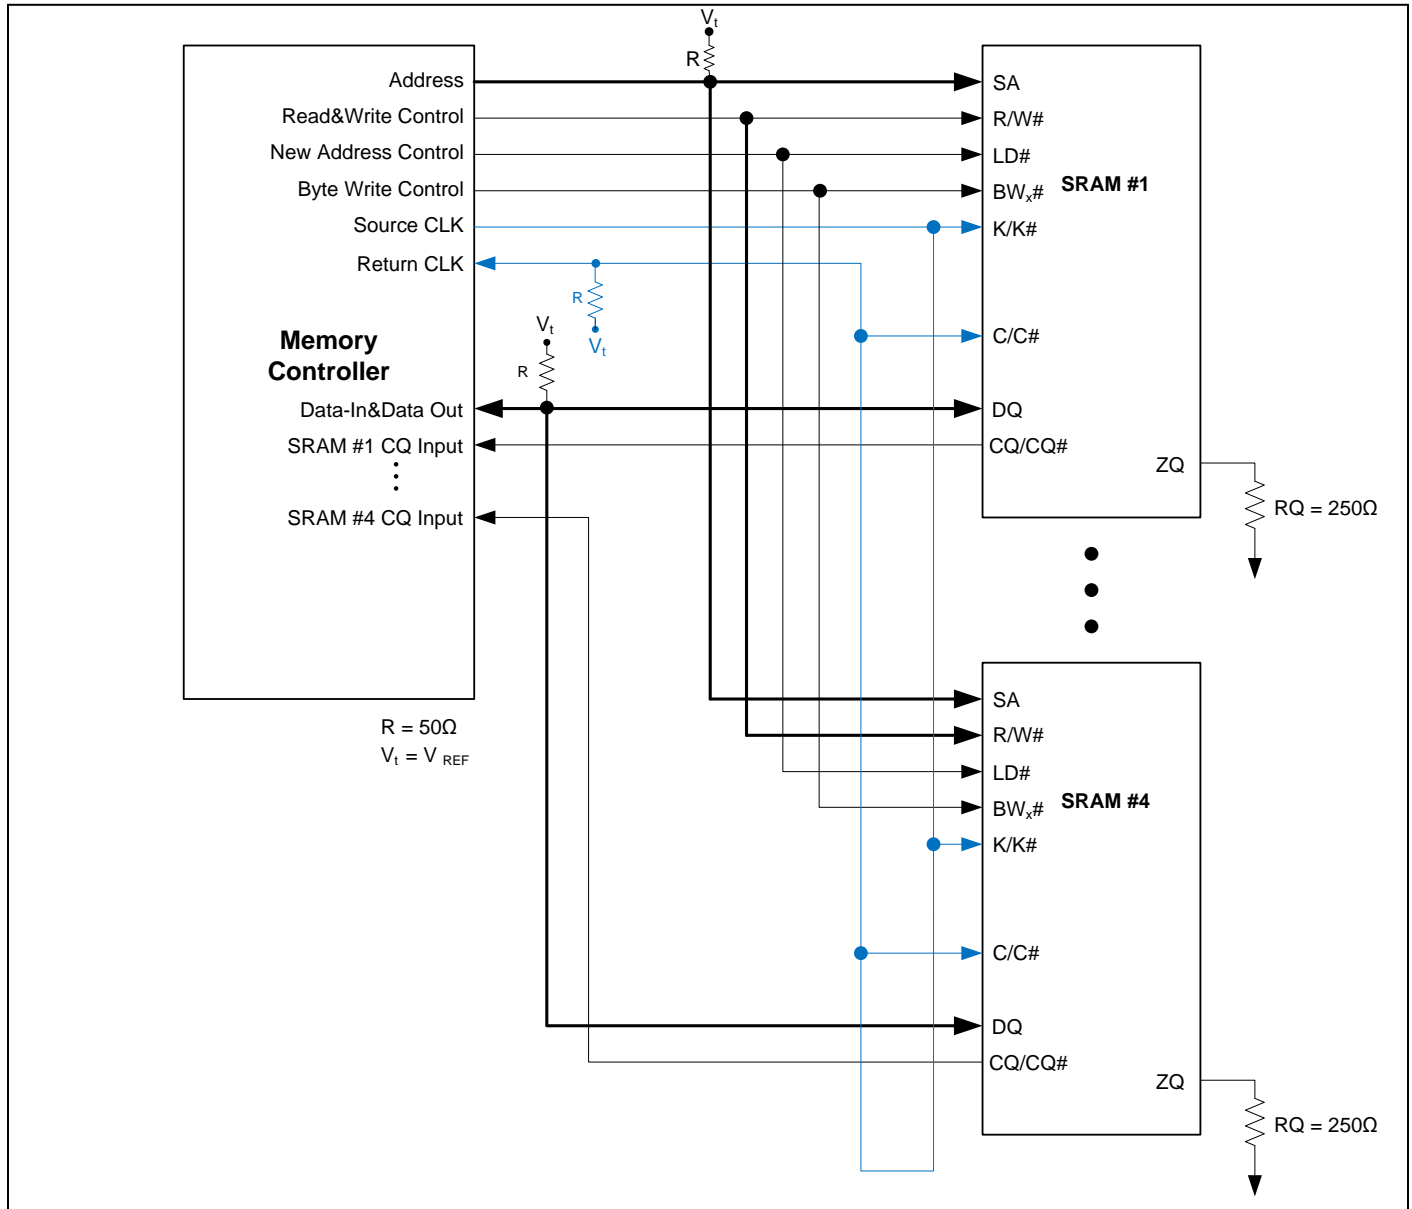 Vt
R
Address
Read&Write Control
New Address Control
Byte Write Control
Source CLK
Return CLK
R
Vt
Vt
R
Memory
Controller
Data-In&Data Out
SRAM #1 CQ Input
SRAM #4 CQ Input
R = 50Ω
Vt = V REF
SA
R/W#
LD#
BWx#
K/K#
SRAM #1
C/C#
DQ
CQ/CQ#
ZQ
RQ = 250Ω
SA
R/W#
LD#
BWx#
K/K#
SRAM #4
C/C#
DQ
CQ/CQ#
ZQ
RQ = 250Ω